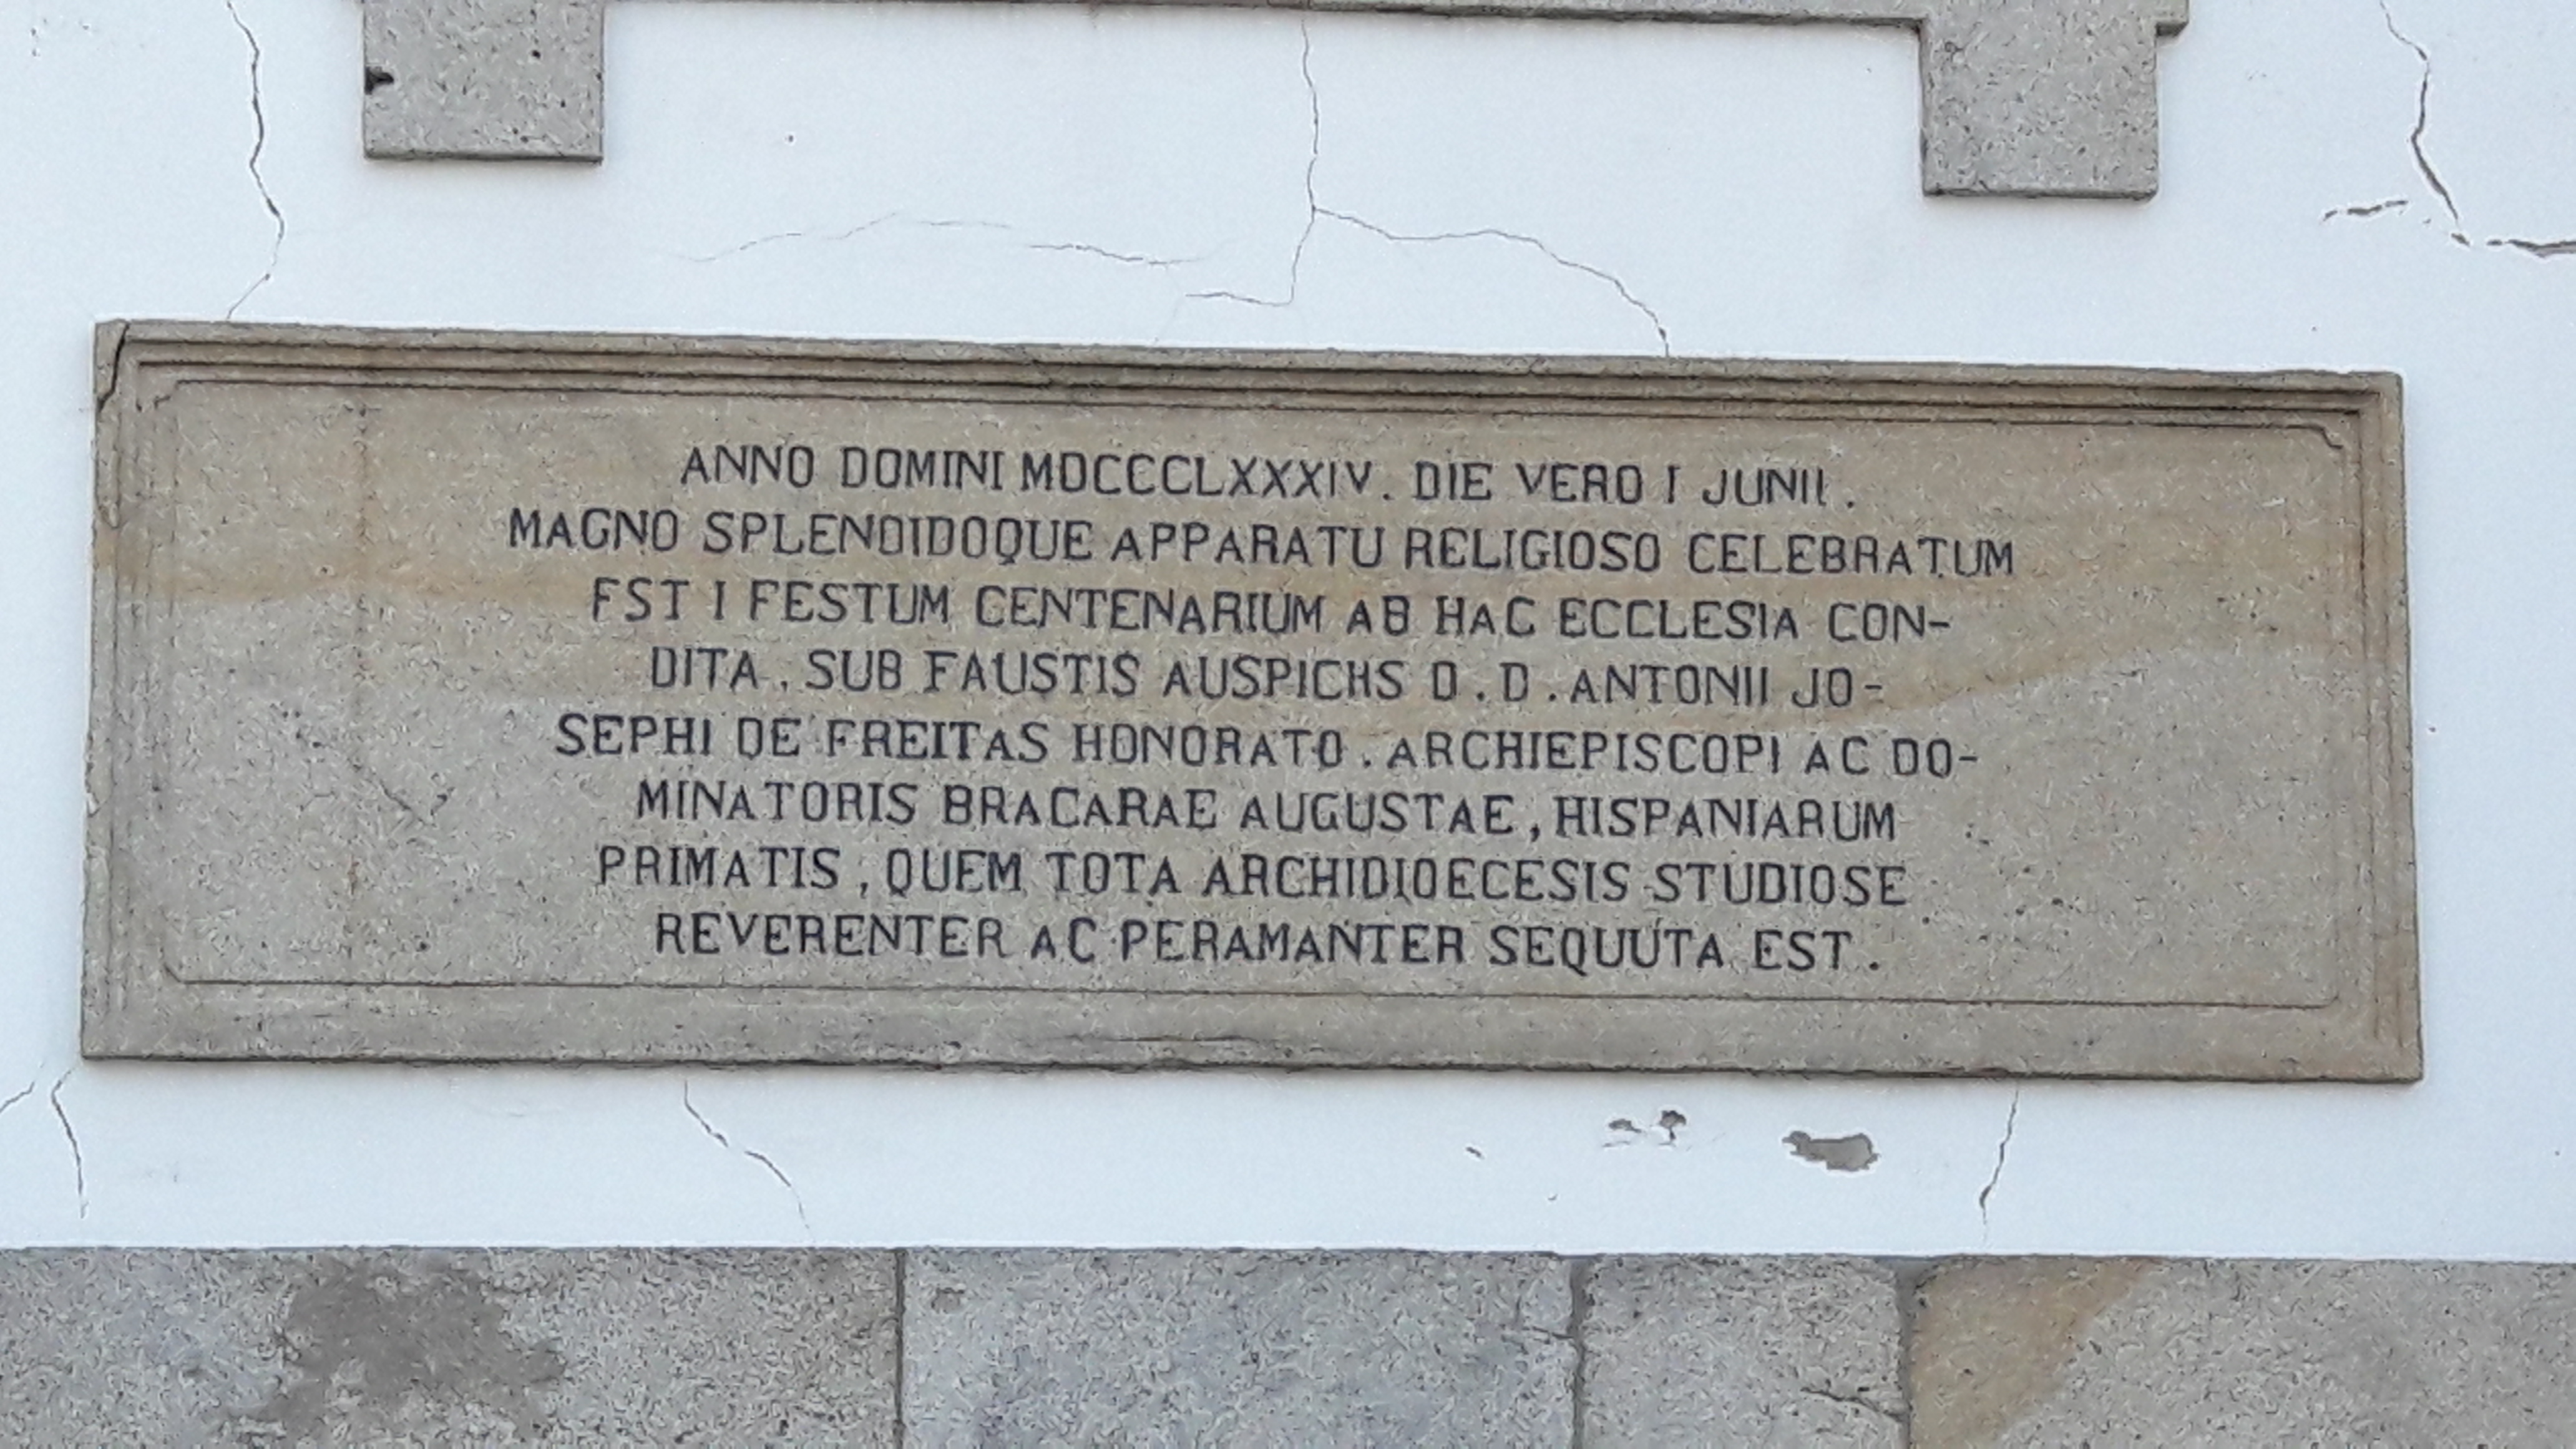 ANNO DOMINI MDCCCLXXXIV. DIE VERO I JUNII.
MAGNO SPLENDIDOQUE APPARATU RELIGIOSO CELEBRATUM
EST I FESTUM CENTENARIUM AB HAC ECCLESIA CON-
DITA, SUB FAUSTIS AUSPICIIS D. D. ANTONII JO-
SEPHI DE FREITAS HONORATO. ARCHIEPISCOPI AC DO-
MINATORIS BRACARAE AUGUSTAE, HISPANIARUM
PRIMATIS, QUEM TOTA ARCHIDIOECESIS STUDIOSE
REVERENTER AC PERAMANTER SEQUUTA EST.